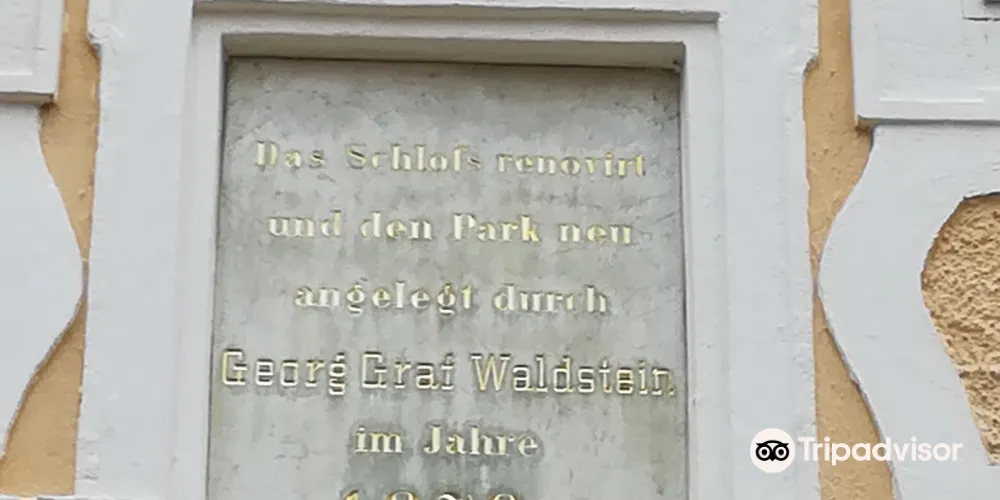 Das Schlofs renovirt
und den Park neu
angelegt durch
Georg Graf Waldstein
im Jahre
Tripadvisor